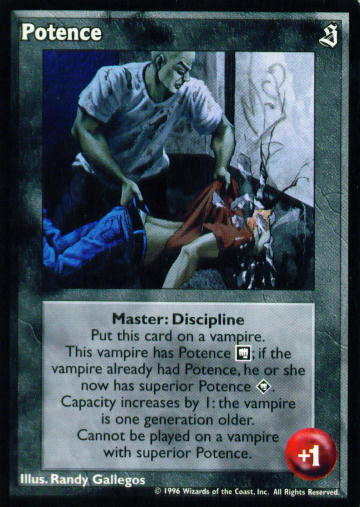 Potence
Master: Discipline
Put this card on a vampire.
This vampire has Potence ; if the
vampire already had Potence, he or she
now has superior Potence .
Capacity increases by 1: the vampire
is one generation older.
Cannot be played on a vampire
with superior Potence.
+1
Illus. Randy Gallegos
© 1996 Wizards of the Coast, Inc. All Rights Reserved.